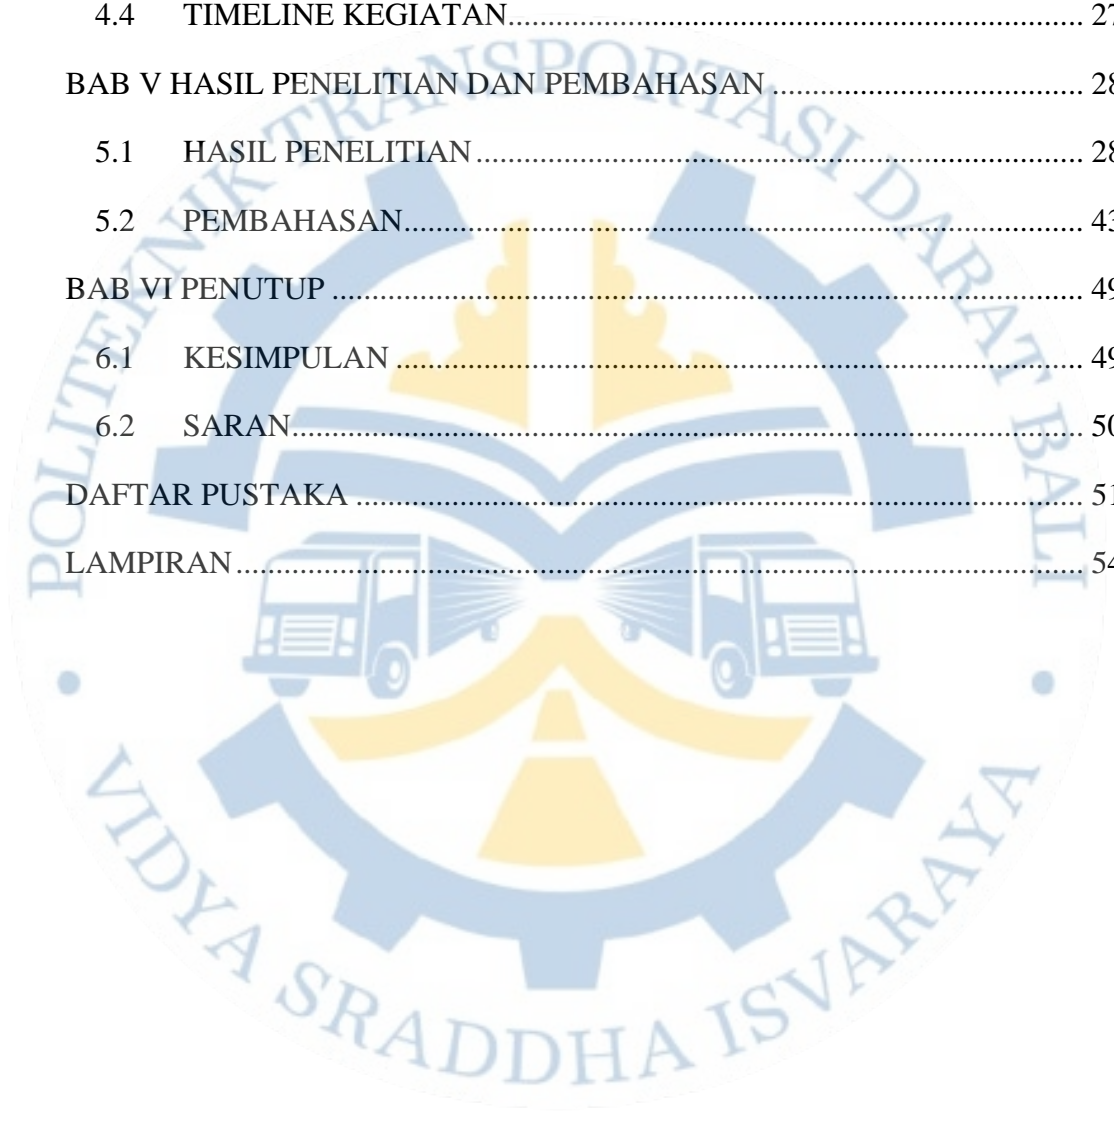 4.4 TIMELINE KEGIATAN........................................................................ 27
BAB V HASIL PENELITIAN DAN PEMBAHASAN ....................................... 28
5.1 HASIL PENELITIAN............................................................................ 28
5.2 PEMBAHASAN..................................................................................... 43
BAB VI PENUTUP .............................................................................................. 49
6.1 KESIMPULAN ...................................................................................... 49
6.2 SARAN................................................................................................... 50
DAFTAR PUSTAKA ........................................................................................... 51
LAMPIRAN.......................................................................................................... 54
POLITEKNIK TRANSPORTASI DARAT BALI
VIDYA SRADDHA ISVARAYA